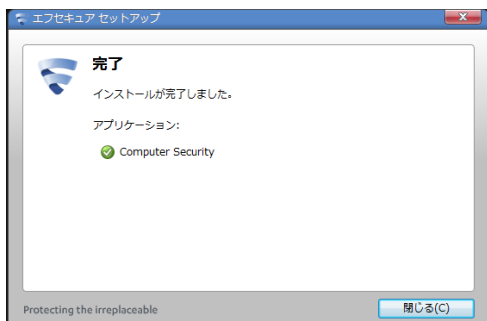 エフセキュア セットアップ
完了
インストールが完了しました。
アプリケーション:
Computer Security
Protecting the irreplaceable
閉じる(C)